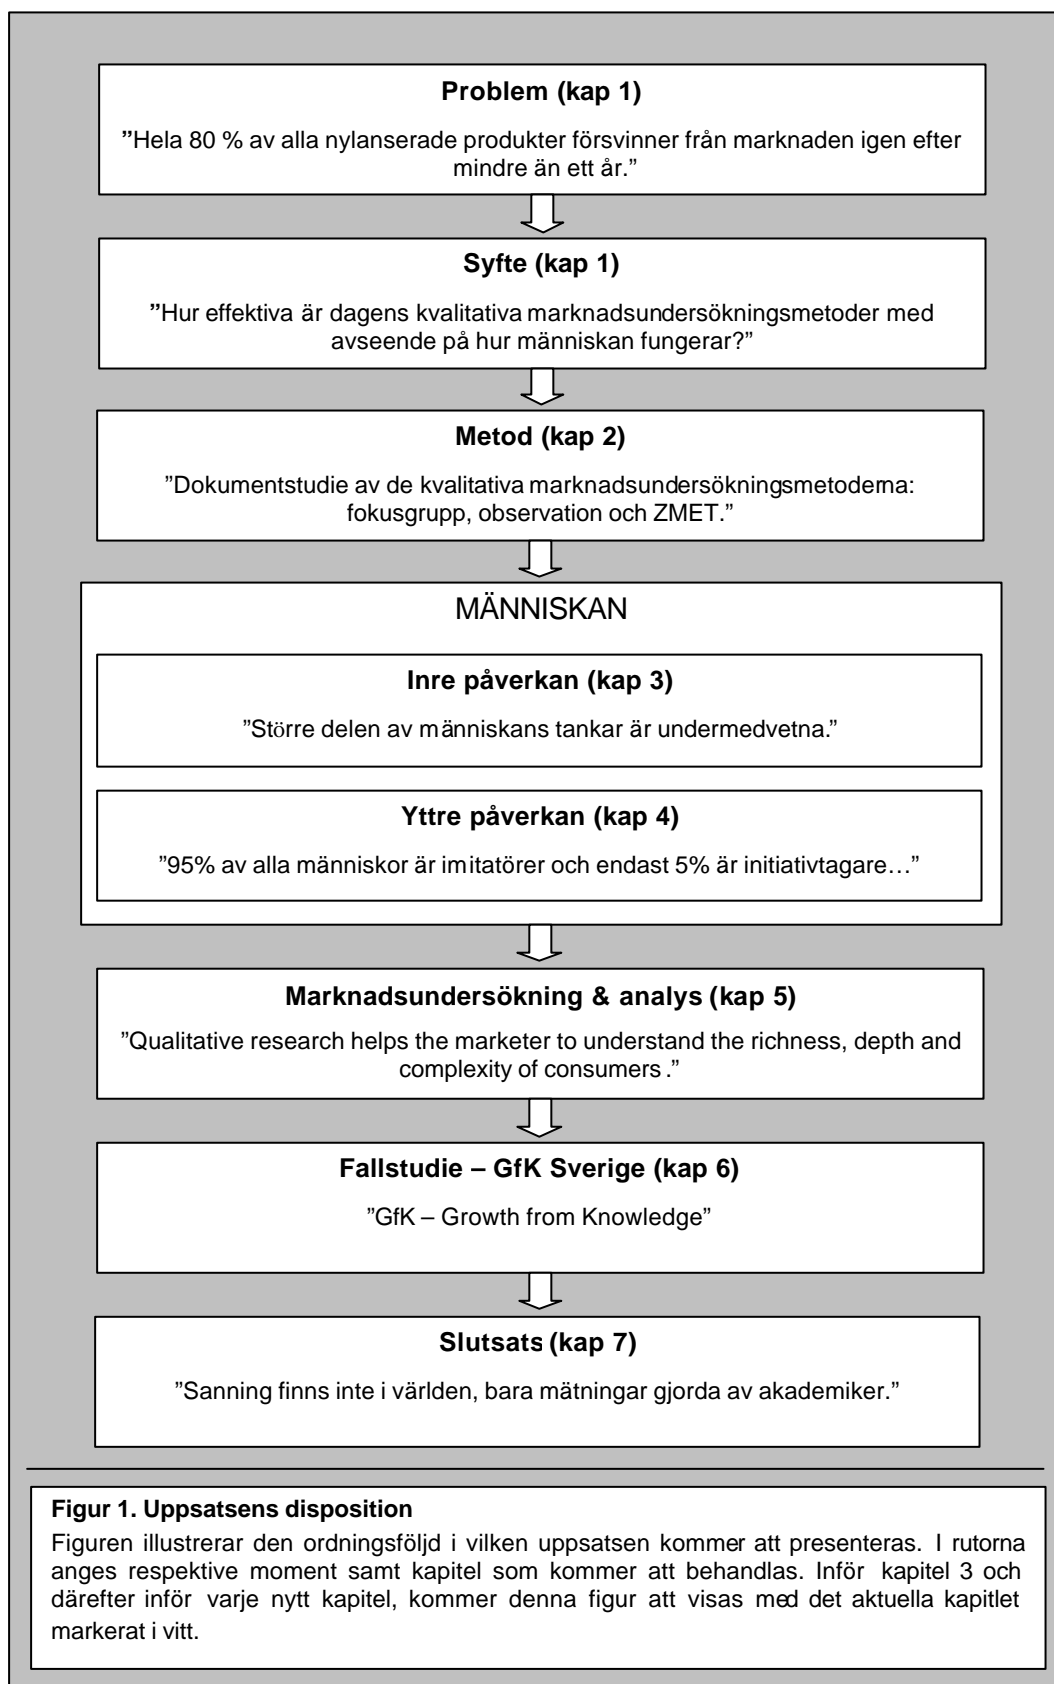 Problem (kap 1)
”Hela 80 % av alla nylanserade produkter försvinner från marknaden igen efter
mindre än ett år.”
Syfte (kap 1)
”Hur effektiva är dagens kvalitativa marknadsundersökningsmetoder med
avseende på hur människan fungerar?”
Metod (kap 2)
”Dokumentstudie av de kvalitativa marknadsundersökningsmetoderna:
fokusgrupp, observation och ZMET.”
MÄNNISKAN
Inre påverkan (kap 3)
”Större delen av människans tankar är undermedvetna.”
Yttre påverkan (kap 4)
”95% av alla människor är imitatörer och endast 5% är initiativtagare…”
Marknadsundersökning & analys (kap 5)
”Qualitative research helps the marketer to understand the richness, depth and
complexity of consumers.”
Fallstudie – GfK Sverige (kap 6)
”GfK – Growth from Knowledge”
Slutsats (kap 7)
”Sanning finns inte i världen, bara mätningar gjorda av akademiker.”
Figur 1. Uppsatsens disposition
Figuren illustrerar den ordningsföljd i vilken uppsatsen kommer att presenteras. I rutorna
anges respektive moment samt kapitel som kommer att behandlas. Inför kapitel 3 och
därefter inför varje nytt kapitel, kommer denna figur att visas med det aktuella kapitlet
markerat i vitt.